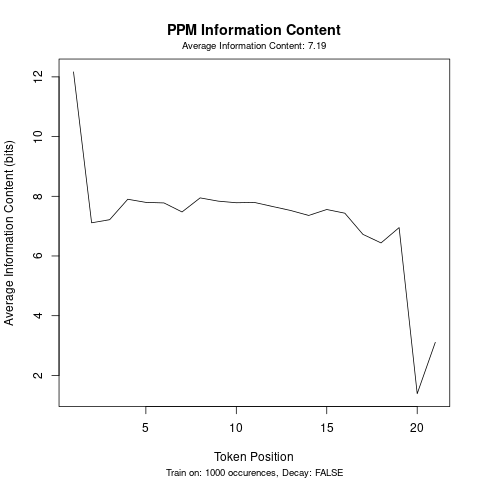 PPM Information Content
Average Information Content: 7.19
12
10
8
6
4
2
Average Information Content (bits)
5 10 15 20
Token Position
Train on: 1000 occurences, Decay: FALSE